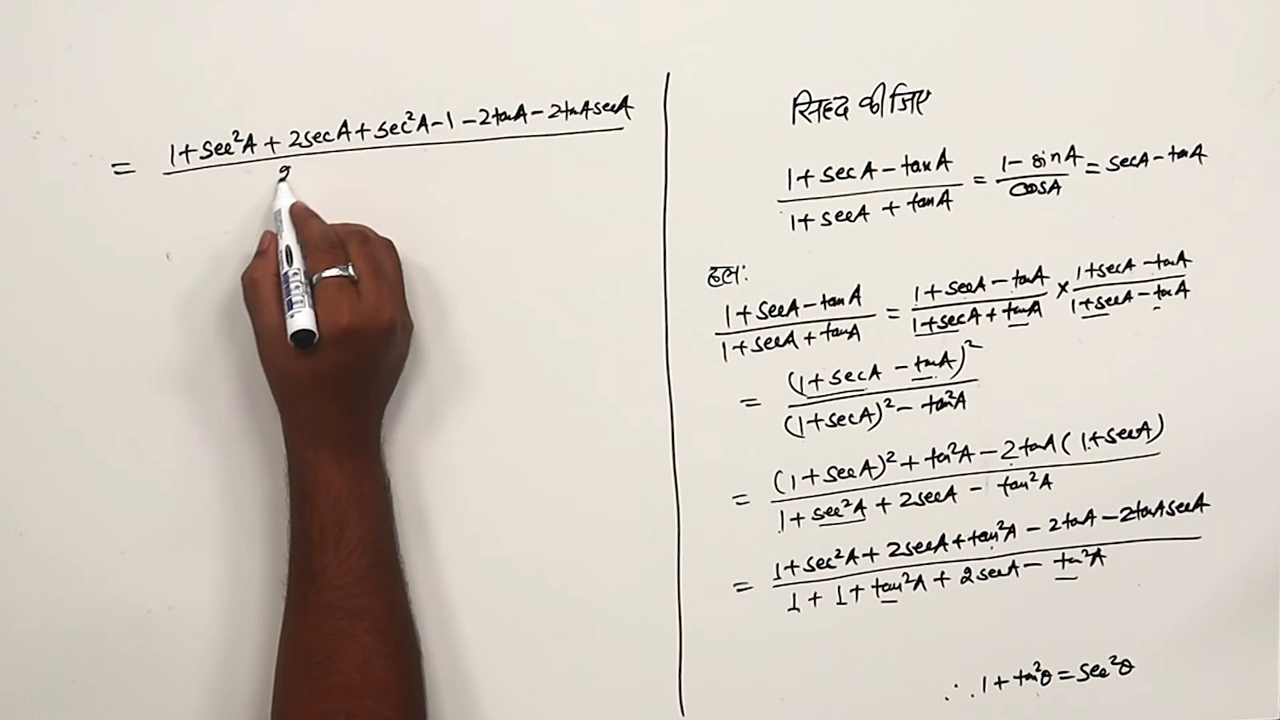 = (1 + sec²A + 2secA + sec²A - 1 - 2tanA - 2tanAsecA) / 2
सिद्ध कीजिए
(1 + secA - tanA) / (1 + secA + tanA) = (1 - sinA) / cosA = secA - tanA
हल:
(1 + secA - tanA) / (1 + secA + tanA) = (1 + secA - tanA) / (1 + secA + tanA) × (1 + secA - tanA) / (1 + secA - tanA)
= (1 + secA - tanA)² / ((1 + secA)² - tan²A)
= ((1 + secA)² + tan²A - 2tanA(1 + secA)) / (1 + sec²A + 2secA - tan²A)
= (1 + sec²A + 2secA + tan²A - 2tanA - 2tanAsecA) / (1 + 1 + tan²A + 2secA - tan²A)
∴ 1 + tan²θ = sec²θ